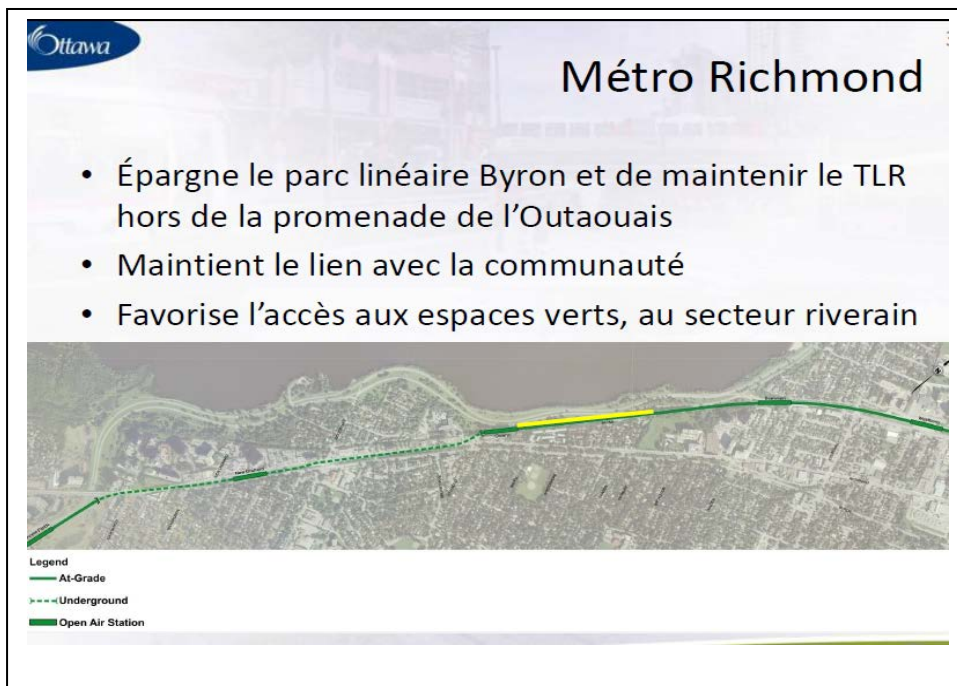 Ottawa
Métro Richmond
• Épargne le parc linéaire Byron et de maintenir le TLR
hors de la promenade de l’Outaouais
• Maintient le lien avec la communauté
• Favorise l’accès aux espaces verts, au secteur riverain
Legend
At-Grade
Underground
Open Air Station